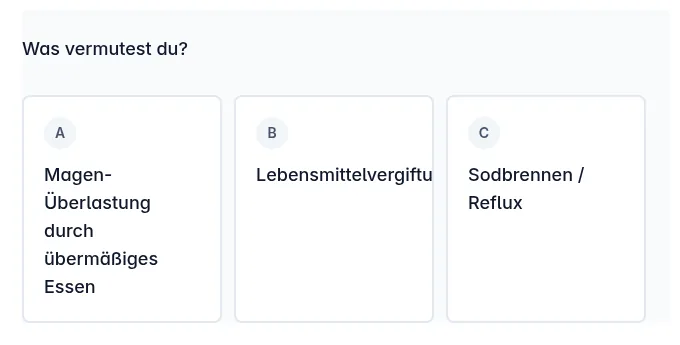 Was vermutest du?
A
Magen-
Überlastung
durch
übermäßiges
Essen
B
Lebensmittelvergiftu
C
Sodbrennen /
Reflux